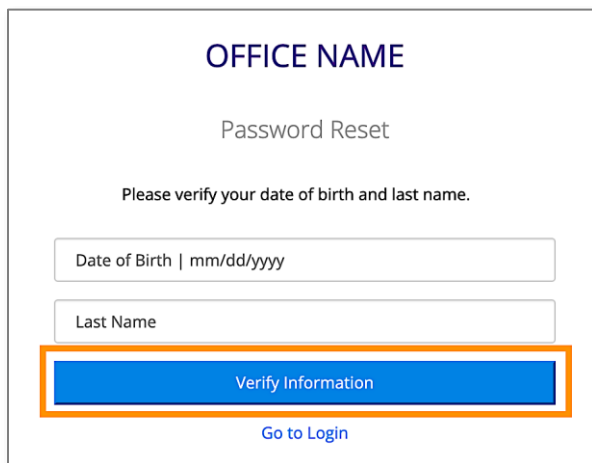 OFFICE NAME
Password Reset
Please verify your date of birth and last name.
Date of Birth | mm/dd/yyyy
Last Name
Verify Information
Go to Login